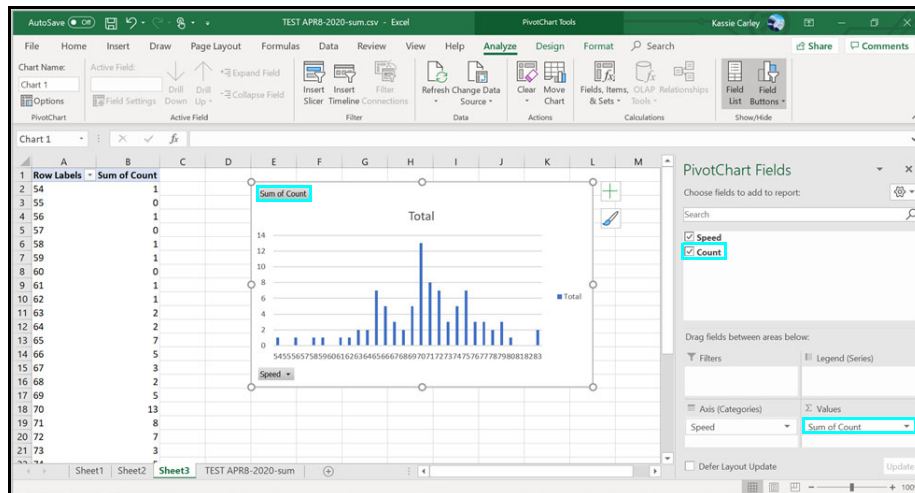 AutoSave Off TEST APR8-2020-sum.csv - Excel PivotChart Tools Kassie Carley
File Home Insert Draw Page Layout Formulas Data Review View Help Analyze Design Format Search Share Comments
Chart Name: Active Field:
Chart 1
Options Field Settings Drill Down Drill Up Expand Field Collapse Field Insert Slicer Insert Timeline Filter Connections Refresh Change Data Source Clear Move Chart Fields, Items, & Sets OLAP Tools Relationships Field List Field Buttons
PivotChart Active Field Filter Data Actions Calculations Show/Hide
Chart 1 fx
A B C D E F G H I J K L M
1 Row Labels Sum of Count
2 54 1
3 55 0
4 56 1
5 57 0
6 58 1
7 59 1
8 60 0
9 61 1
10 62 1
11 63 2
12 64 2
13 65 7
14 66 5
15 67 3
16 68 2
17 69 5
18 70 13
19 71 8
20 72 7
21 73 3
Sum of Count
Total
14
12
10
8
6
4
2
0
Total
5455565758596061626364656667686970717273747576777879808182​83
Speed
PivotChart Fields
Choose fields to add to report:
Search
Speed
Count
Drag fields between areas below:
Filters Legend (Series)
Axis (Categories) Σ Values
Speed Sum of Count
Defer Layout Update Update
Sheet1 Sheet2 Sheet3 TEST APR8-2020-sum
100